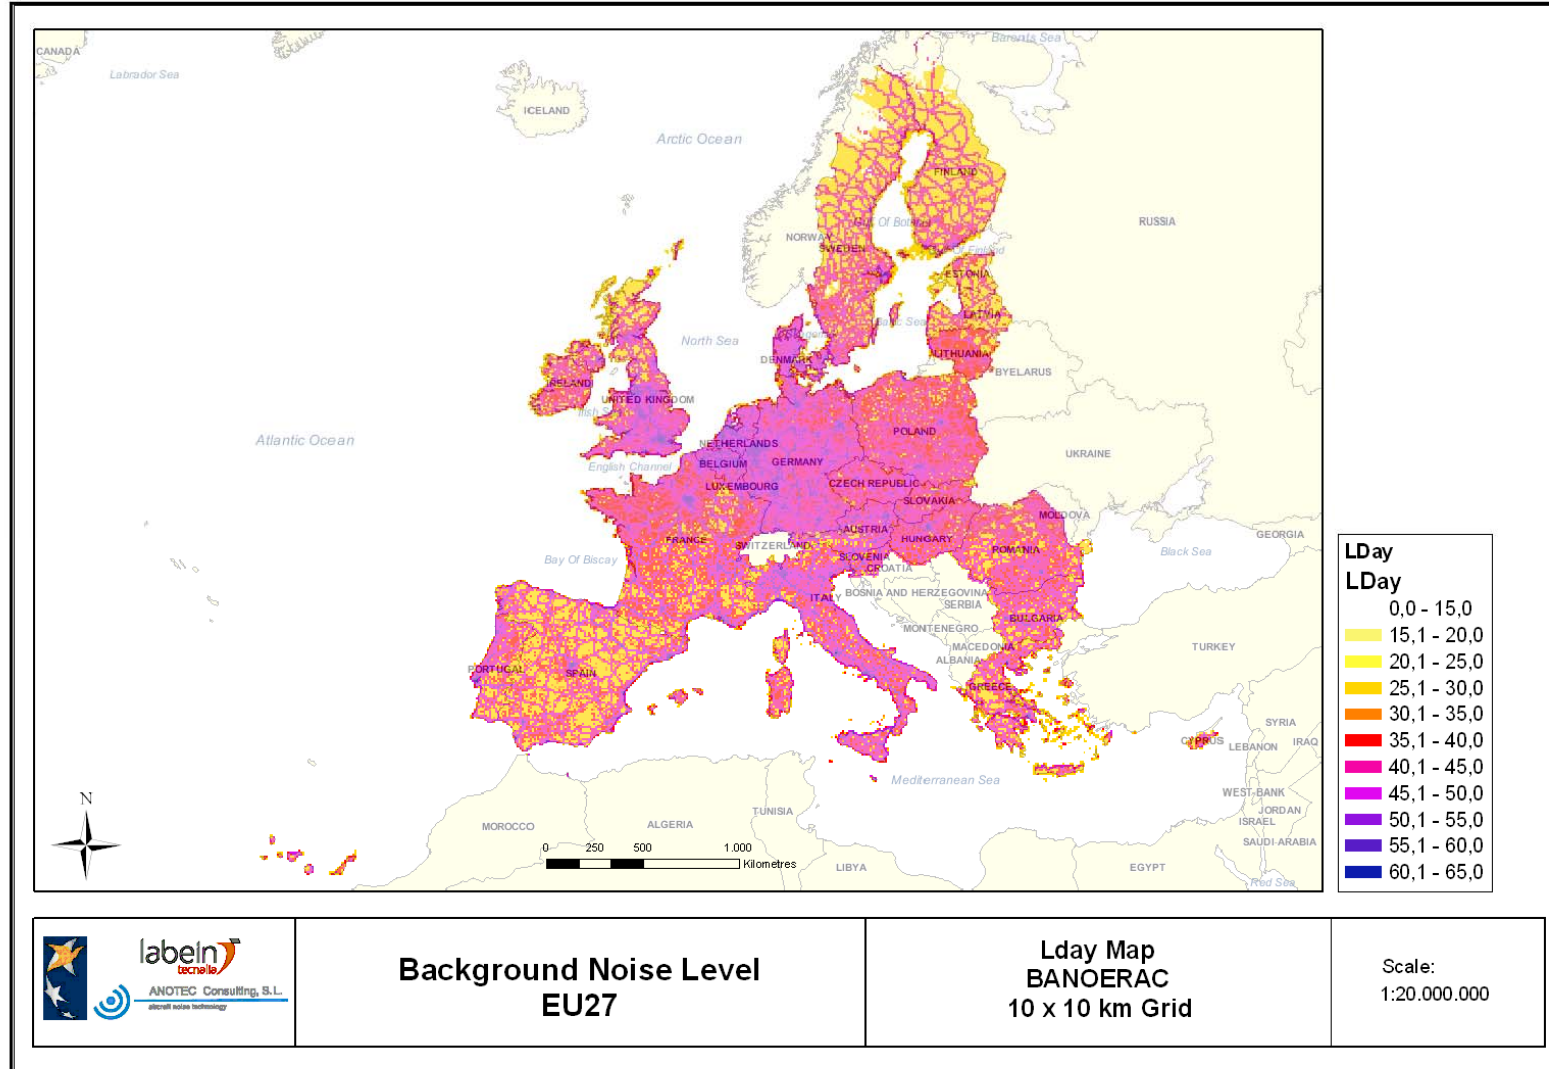 CANADA
Labrador Sea
ICELAND
Arctic Ocean
Barents Sea
RUSSIA
FINLAND
NORWAY
SWEDEN
ESTONIA
LATVIA
LITHUANIA
BYELARUS
North Sea
DENMARK
IRELAND
UNITED KINGDOM
Irish Sea
Atlantic Ocean
English Channel
NETHERLANDS
BELGIUM
LUXEMBOURG
GERMANY
POLAND
UKRAINE
CZECH REPUBLIC
SLOVAKIA
MOLDOVA
AUSTRIA
HUNGARY
FRANCE
SWITZERLAND
SLOVENIA
CROATIA
ROMANIA
Bay Of Biscay
ITALY
BOSNIA AND HERZEGOVINA
SERBIA
MONTENEGRO
BULGARIA
MACEDONIA
ALBANIA
Black Sea
GEORGIA
TURKEY
PORTUGAL
SPAIN
GREECE
CYPRUS
SYRIA
LEBANON
IRAQ
Mediterranean Sea
WEST-BANK
JORDAN
ISRAEL
SAUDI ARABIA
TUNISIA
MOROCCO
ALGERIA
LIBYA
EGYPT
Red Sea
N
0 250 500 1.000
Kilometres
LDay
LDay
0,0 - 15,0
15,1 - 20,0
20,1 - 25,0
25,1 - 30,0
30,1 - 35,0
35,1 - 40,0
40,1 - 45,0
45,1 - 50,0
50,1 - 55,0
55,1 - 60,0
60,1 - 65,0
labein
tecnalia
ANOTEC Consulting, S.L.
aircraft noise technology
Background Noise Level
EU27
Lday Map
BANOERAC
10 x 10 km Grid
Scale:
1:20.000.000